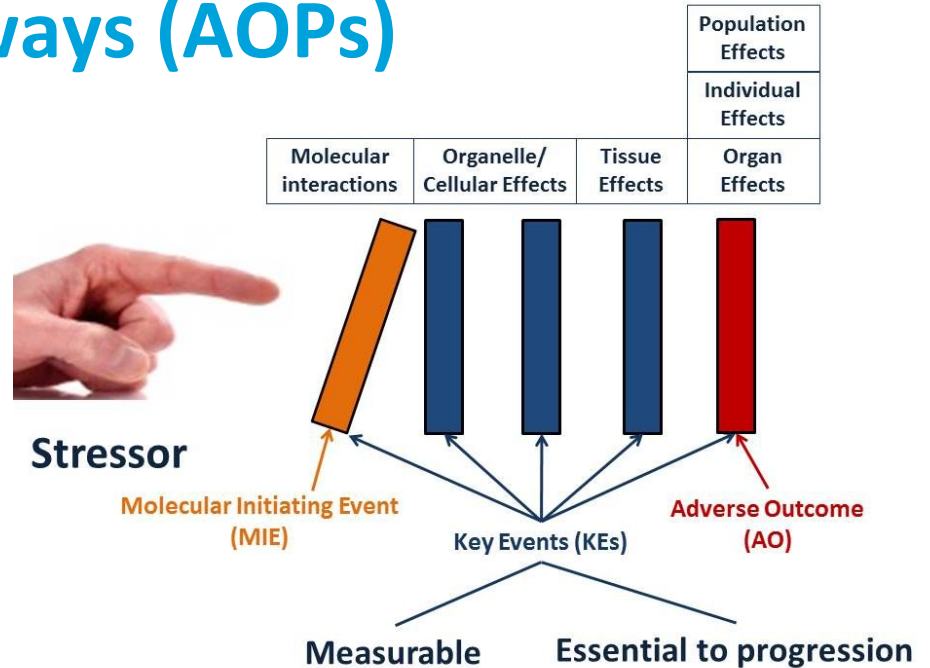 ways (AOPs)
Population
Effects
Individual
Effects
Molecular
interactions
Organelle/
Cellular Effects
Tissue
Effects
Organ
Effects
Stressor
Molecular Initiating Event
(MIE)
Key Events (KEs)
Adverse Outcome
(AO)
Measurable
Essential to progression